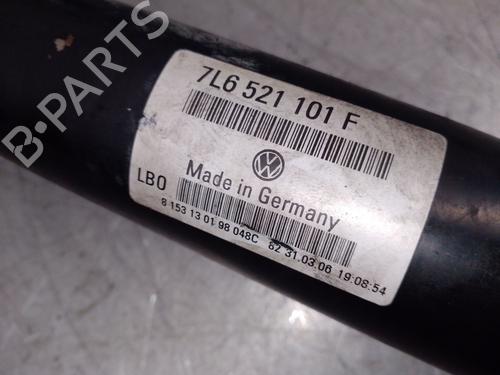 B-PARTS
7L6 521 101 F
LB0
Made in Germany
8 153 13 01 98 048C 62 31.03.06 19:08:54